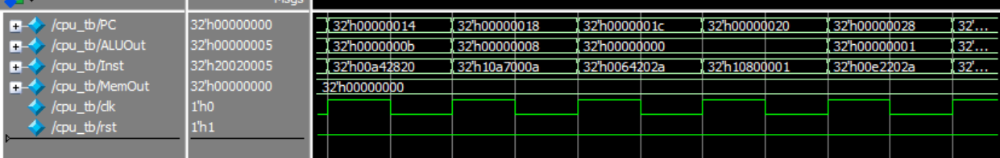 Msgs
/cpu_tb/PC 32'h00000000 32'h00000014 32'h00000018 32'h0000001c 32'h00000020 32'h00000028 32'...
/cpu_tb/ALUOut 32'h00000005 32'h0000000b 32'h00000008 32'h00000000 32'h00000001 32'...
/cpu_tb/Inst 32'h20020005 32'h00a42820 32'h10a7000a 32'h0064202a 32'h10800001 32'h00e2202a 32'...
/cpu_tb/MemOut 32'h00000000 32'h00000000
/cpu_tb/clk 1'h0
/cpu_tb/rst 1'h1